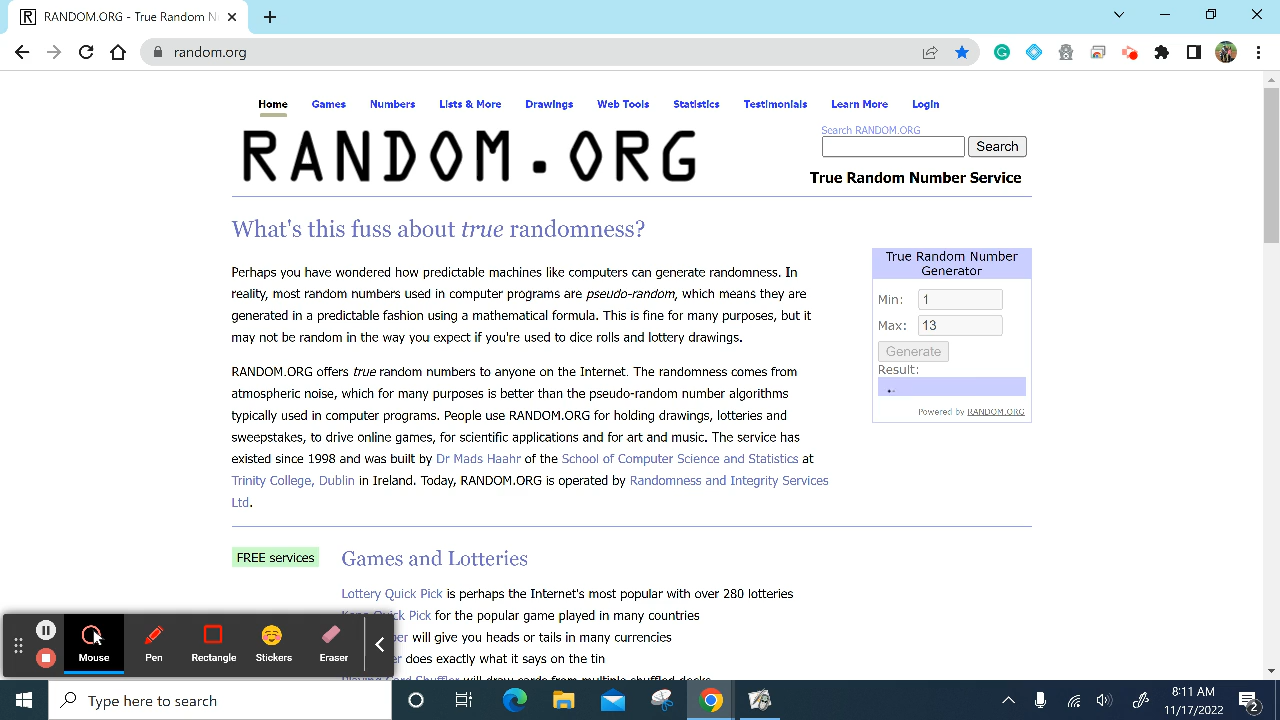 RANDOM.ORG - True Random N
random.org
Home Games Numbers Lists & More Drawings Web Tools Statistics Testimonials Learn More Login
RANDOM.ORG
Search RANDOM.ORG
Search
True Random Number Service
What's this fuss about true randomness?
Perhaps you have wondered how predictable machines like computers can generate randomness. In
reality, most random numbers used in computer programs are pseudo-random, which means they are
generated in a predictable fashion using a mathematical formula. This is fine for many purposes, but it
may not be random in the way you expect if you're used to dice rolls and lottery drawings.
RANDOM.ORG offers true random numbers to anyone on the Internet. The randomness comes from
atmospheric noise, which for many purposes is better than the pseudo-random number algorithms
typically used in computer programs. People use RANDOM.ORG for holding drawings, lotteries and
sweepstakes, to drive online games, for scientific applications and for art and music. The service has
existed since 1998 and was built by Dr Mads Haahr of the School of Computer Science and Statistics at
Trinity College, Dublin in Ireland. Today, RANDOM.ORG is operated by Randomness and Integrity Services
Ltd.
True Random Number
Generator
Min: 1
Max: 13
Generate
Result:
Powered by RANDOM.ORG
FREE services
Games and Lotteries
Lottery Quick Pick is perhaps the Internet's most popular with over 280 lotteries
Quick Pick for the popular game played in many countries
will give you heads or tails in many currencies
does exactly what it says on the tin
Mouse Pen Rectangle Stickers Eraser
Type here to search
8:11 AM
11/17/2022
2